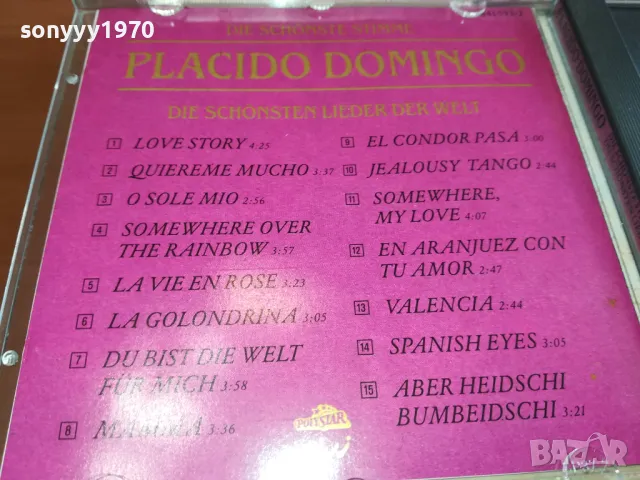 sonyyy1970
DIE SCHÖNSTE STIMME
PLACIDO DOMINGO
DIE SCHÖNSTEN LIEDER DER WELT
1 LOVE STORY 4:25
2 QUIEREME MUCHO 3:37
3 O SOLE MIO 2:56
4 SOMEWHERE OVER
THE RAINBOW 3:57
5 LA VIE EN ROSE 3:23
6 LA GOLONDRINA 3:05
7 DU BIST DIE WELT
FÜR MICH 3:58
8 MAMMA 3:36
9 EL CONDOR PASA 3:00
10 JEALOUSY TANGO 2:44
11 SOMEWHERE,
MY LOVE 4:07
12 EN ARANJUEZ CON
TU AMOR 2:47
13 VALENCIA 2:44
14 SPANISH EYES 3:05
15 ABER HEIDSCHI
BUMBEIDSCHI 3:21
POLYSTAR
bazar